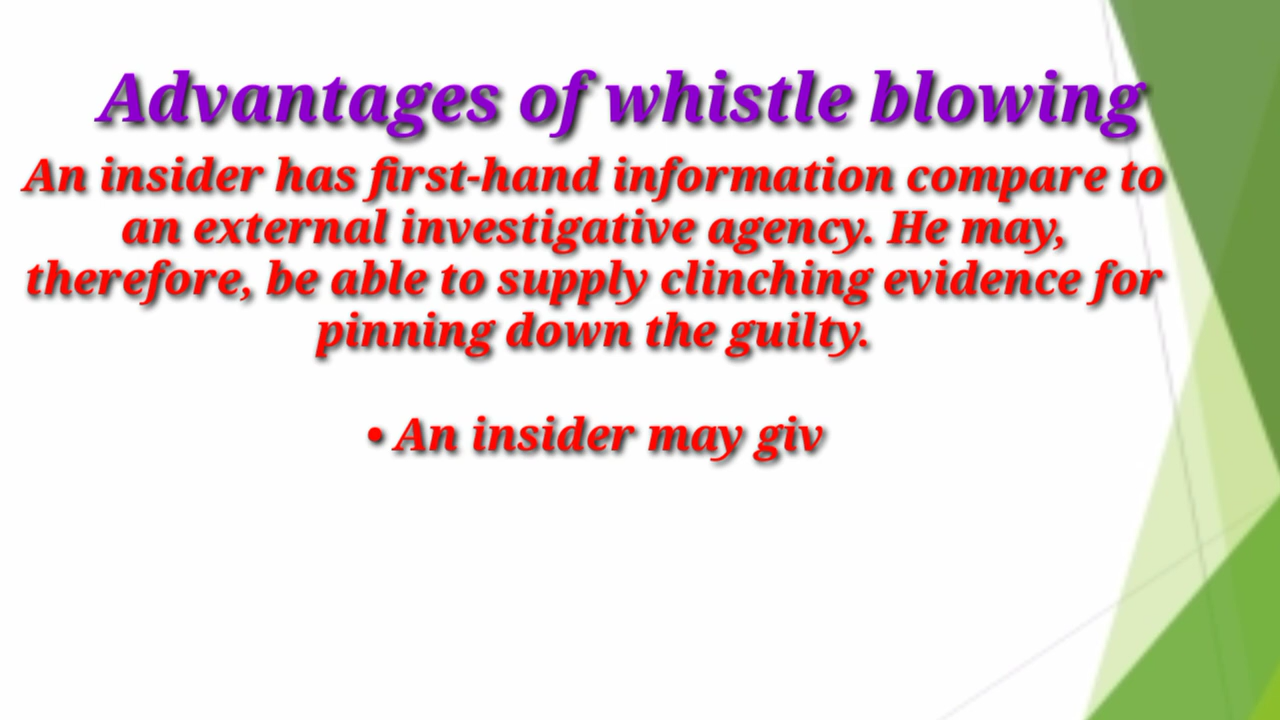 Advantages of whistle blowing
An insider has first-hand information compare to
an external investigative agency. He may,
therefore, be able to supply clinching evidence for
pinning down the guilty.
• An insider may giv